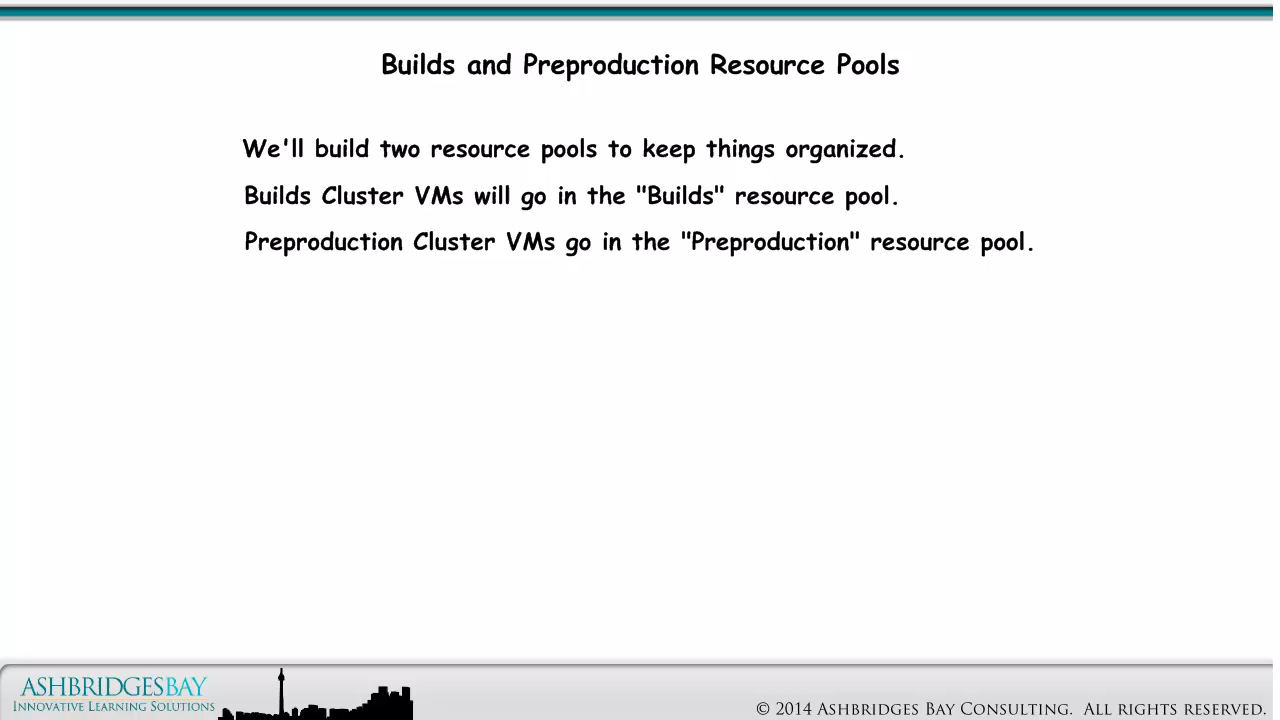 Builds and Preproduction Resource Pools
We'll build two resource pools to keep things organized.
Builds Cluster VMs will go in the "Builds" resource pool.
Preproduction Cluster VMs go in the "Preproduction" resource pool.
ASHBRIDGESBAY
INNOVATIVE LEARNING SOLUTIONS
© 2014 ASHBRIDGES BAY CONSULTING. ALL RIGHTS RESERVED.